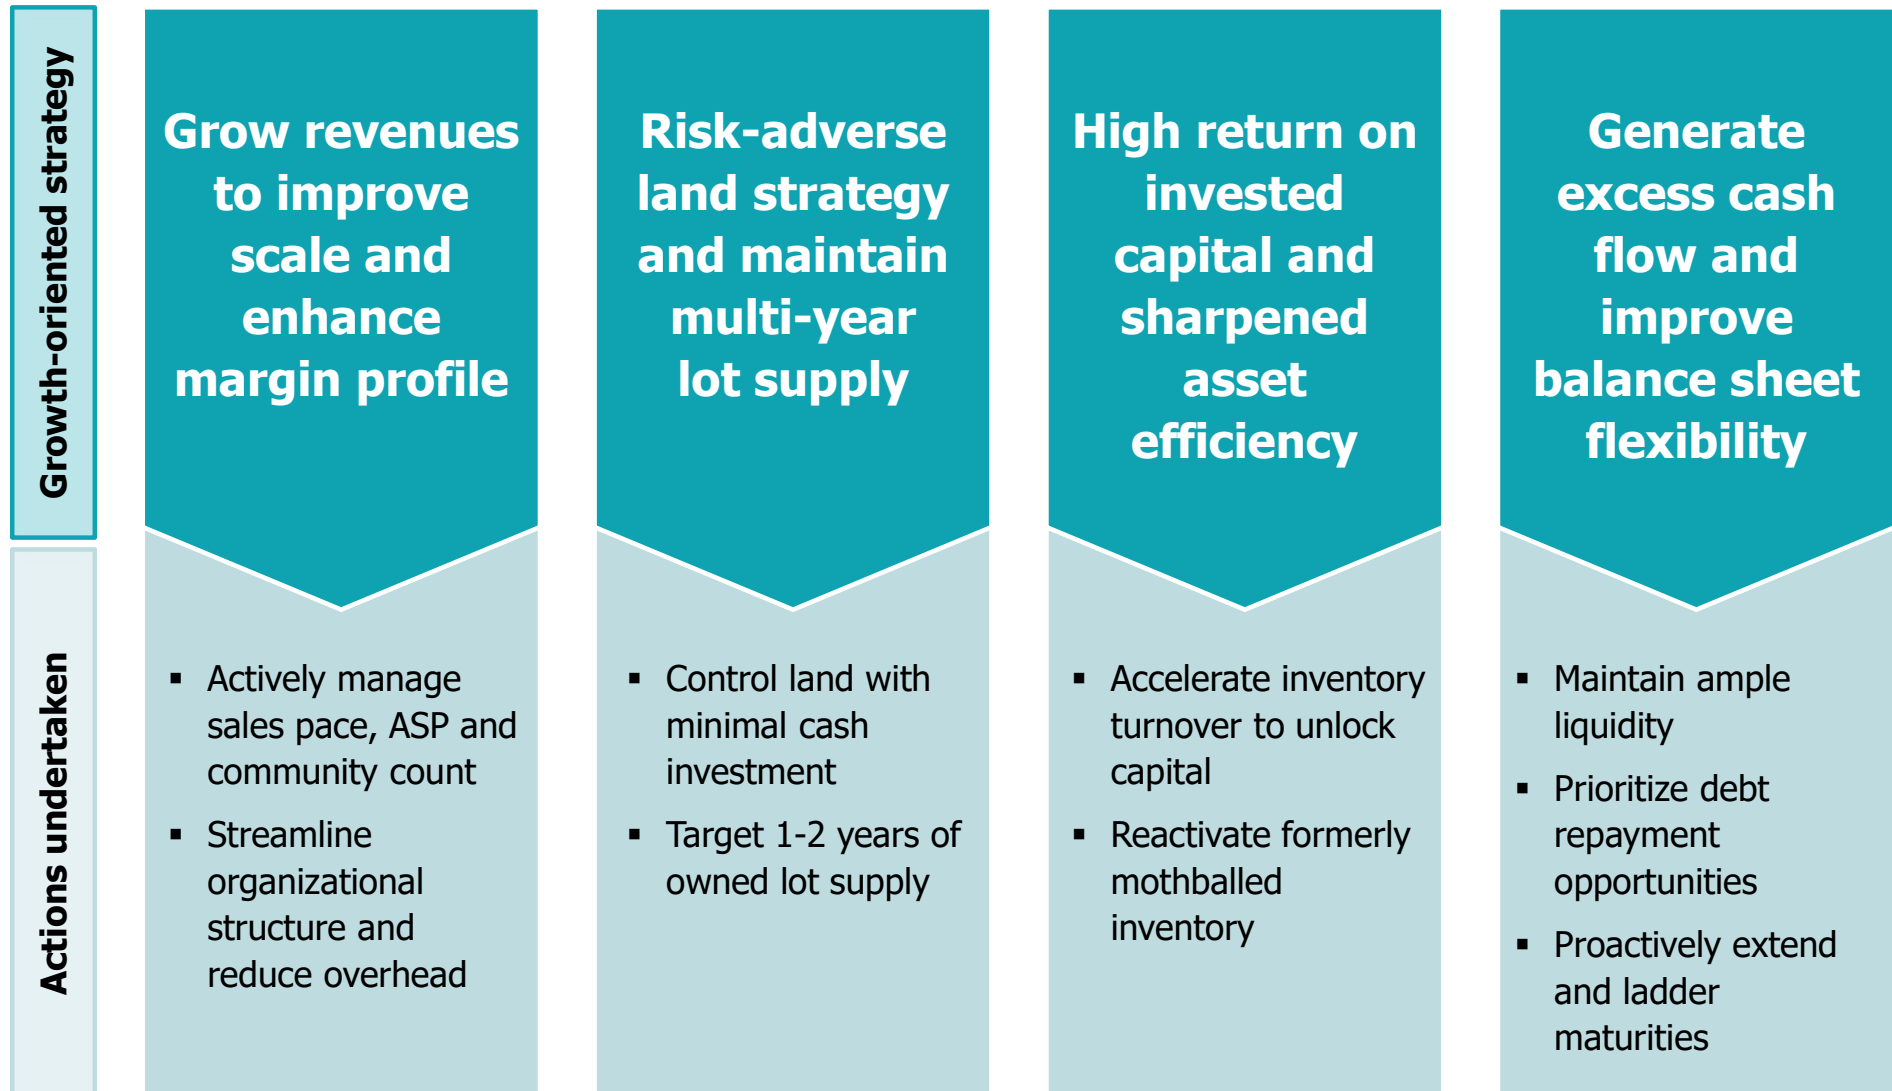 Growth-oriented strategy
Grow revenues
to improve
scale and
enhance
margin profile
Risk-adverse
land strategy
and maintain
multi-year
lot supply
High return on
invested
capital and
sharpened
asset
efficiency
Generate
excess cash
flow and
improve
balance sheet
flexibility
Actions undertaken
▪ Actively manage
sales pace, ASP and
community count
▪ Streamline
organizational
structure and
reduce overhead
▪ Control land with
minimal cash
investment
▪ Target 1-2 years of
owned lot supply
▪ Accelerate inventory
turnover to unlock
capital
▪ Reactivate formerly
mothballed
inventory
▪ Maintain ample
liquidity
▪ Prioritize debt
repayment
opportunities
▪ Proactively extend
and ladder
maturities